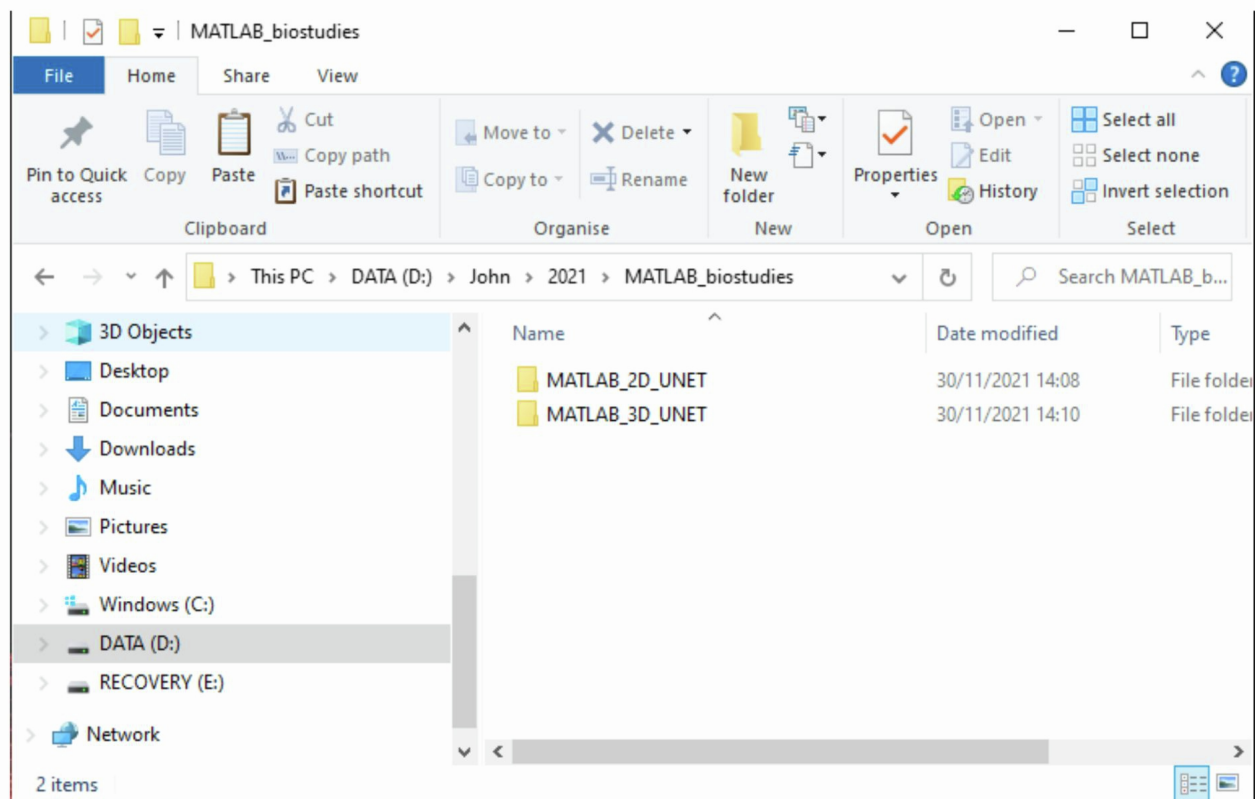 MATLAB_biostudies
File Home Share View
Pin to Quick access
Copy
Paste
Cut
Copy path
Paste shortcut
Clipboard
Move to
Copy to
Delete
Rename
Organise
New folder
New
Properties
Open
Edit
History
Open
Select all
Select none
Invert selection
Select
This PC > DATA (D:) > John > 2021 > MATLAB_biostudies
Search MATLAB_b...
3D Objects
Desktop
Documents
Downloads
Music
Pictures
Videos
Windows (C:)
DATA (D:)
RECOVERY (E:)
Network
Name Date modified Type
MATLAB_2D_UNET 30/11/2021 14:08 File folder
MATLAB_3D_UNET 30/11/2021 14:10 File folder
2 items